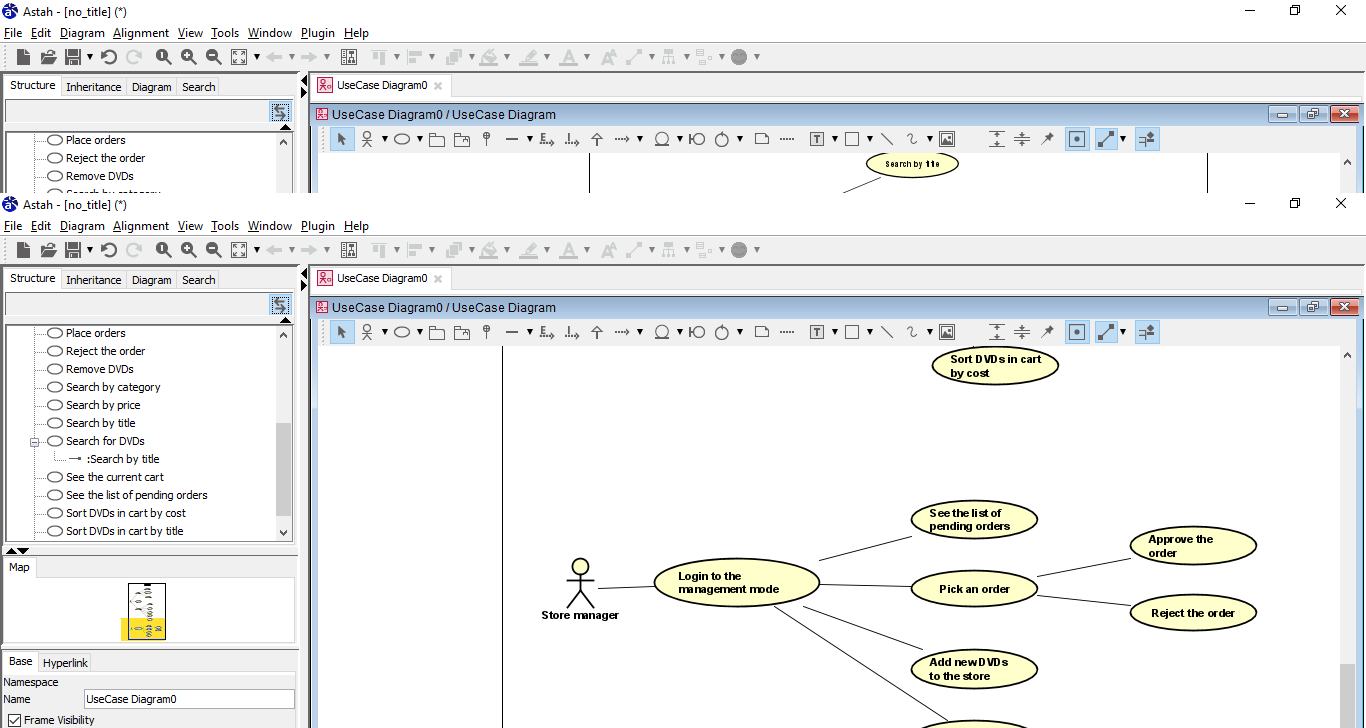 Astah - [no_title] (*)
File Edit Diagram Alignment View Tools Window Plugin Help
Structure Inheritance Diagram Search
UseCase Diagram0
UseCase Diagram0 / UseCase Diagram
Place orders
Reject the order
Remove DVDs
Search by category
Search by title
Astah - [no_title] (*)
File Edit Diagram Alignment View Tools Window Plugin Help
Structure Inheritance Diagram Search
UseCase Diagram0
UseCase Diagram0 / UseCase Diagram
Place orders
Reject the order
Remove DVDs
Search by category
Search by price
Search by title
Search for DVDs
:Search by title
See the current cart
See the list of pending orders
Sort DVDs in cart by cost
Sort DVDs in cart by title
Map
Base Hyperlink
Namespace
Name UseCase Diagram0
Frame Visibility
Sort DVDs in cart
by cost
See the list of
pending orders
Approve the
order
Login to the
management mode
Pick an order
Reject the order
Store manager
Add new DVDs
to the store